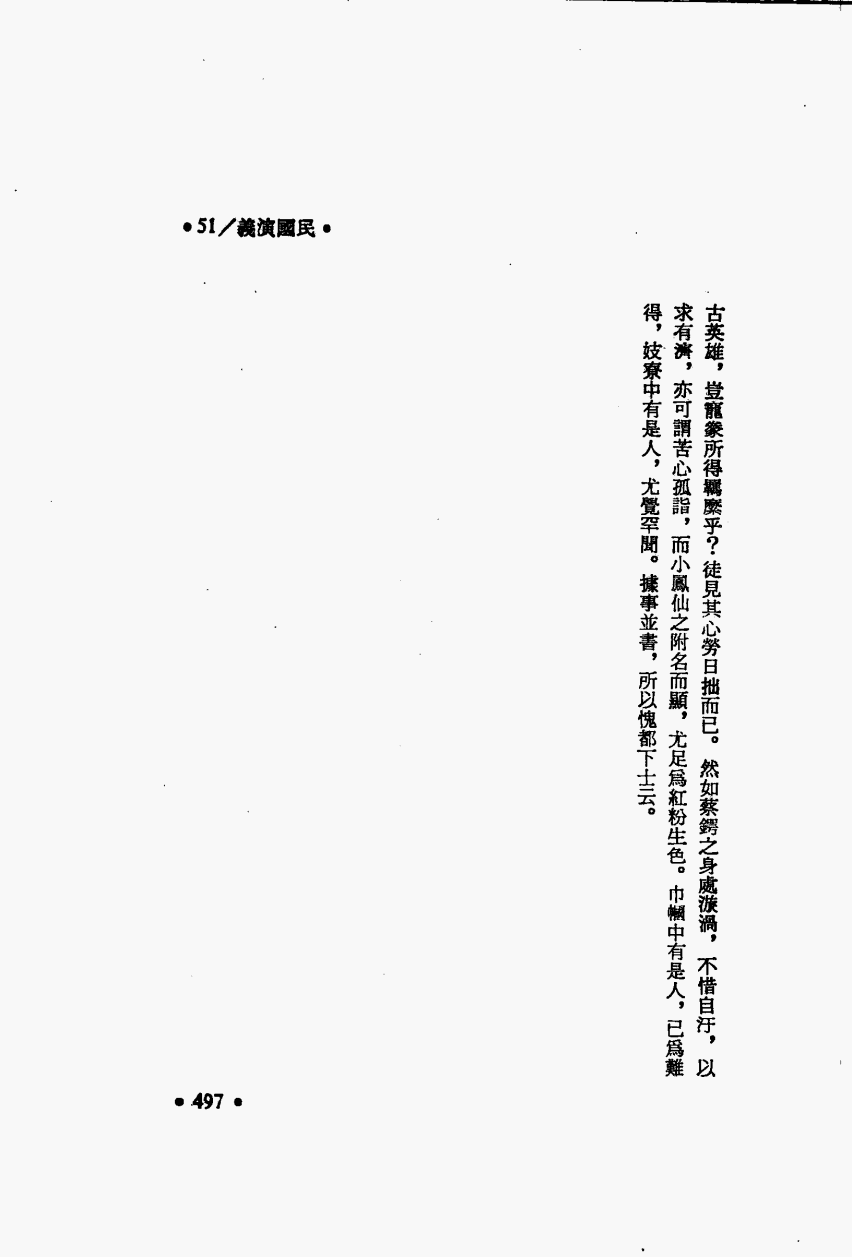 • 51／義演國民 •
古英雄，豈寵豢所得羈縻乎？徒見其心勞日拙而已。然如蔡鍔之身處漩渦，不惜自汙，以
求有濟，亦可謂苦心孤詣，而小鳳仙之附名而顯，尤足爲紅粉生色。巾幗中有是人，已爲難
得，妓寮中有是人，尤覺罕聞。據事並書，所以愧都下士云。
• 497 •